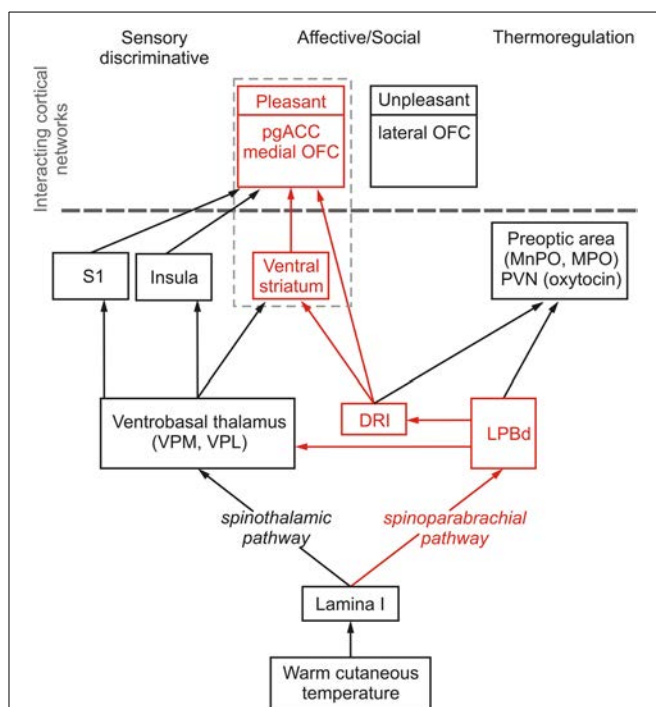 Sensory
discriminative
Affective/Social
Thermoregulation
Interacting cortical
networks
Pleasant
pgACC
medial OFC
Unpleasant
lateral OFC
S1
Insula
Ventral
striatum
Preoptic area
(MnPO, MPO)
PVN (oxytocin)
Ventrobasal thalamus
(VPM, VPL)
DRI
LPBd
spinothalamic
pathway
spinoparabrachial
pathway
Lamina I
Warm cutaneous
temperature